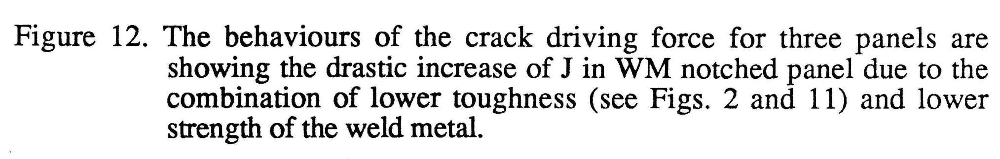 Figure 12. The behaviours of the crack driving force for three panels are
showing the drastic increase of J in WM notched panel due to the
combination of lower toughness (see Figs. 2 and 11) and lower
strength of the weld metal.